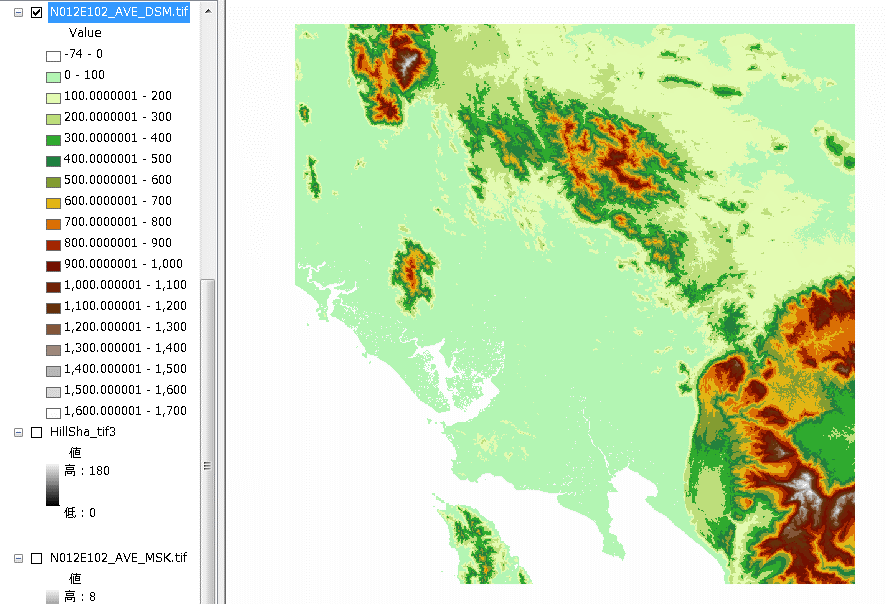 N012E102_AVE_DSM.tif
Value
-74 - 0
0 - 100
100.0000001 - 200
200.0000001 - 300
300.0000001 - 400
400.0000001 - 500
500.0000001 - 600
600.0000001 - 700
700.0000001 - 800
800.0000001 - 900
900.0000001 - 1,000
1,000.000001 - 1,100
1,100.000001 - 1,200
1,200.000001 - 1,300
1,300.000001 - 1,400
1,400.000001 - 1,500
1,500.000001 - 1,600
1,600.000001 - 1,700
HillSha_tif3
値
高 : 180
低 : 0
N012E102_AVE_MSK.tif
値
高 : 8